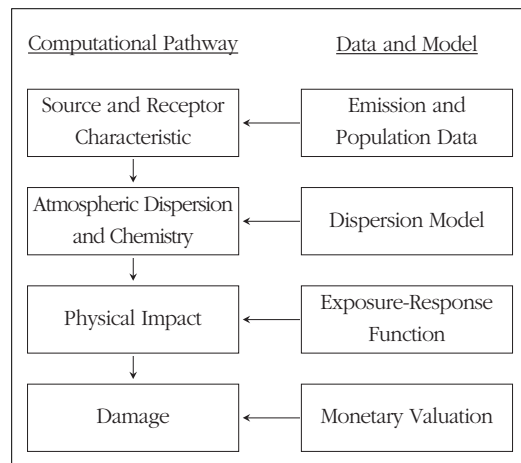 Computational Pathway
Data and Model
Source and Receptor
Characteristic
Emission and
Population Data
Atmospheric Dispersion
and Chemistry
Dispersion Model
Physical Impact
Exposure-Response
Function
Damage
Monetary Valuation